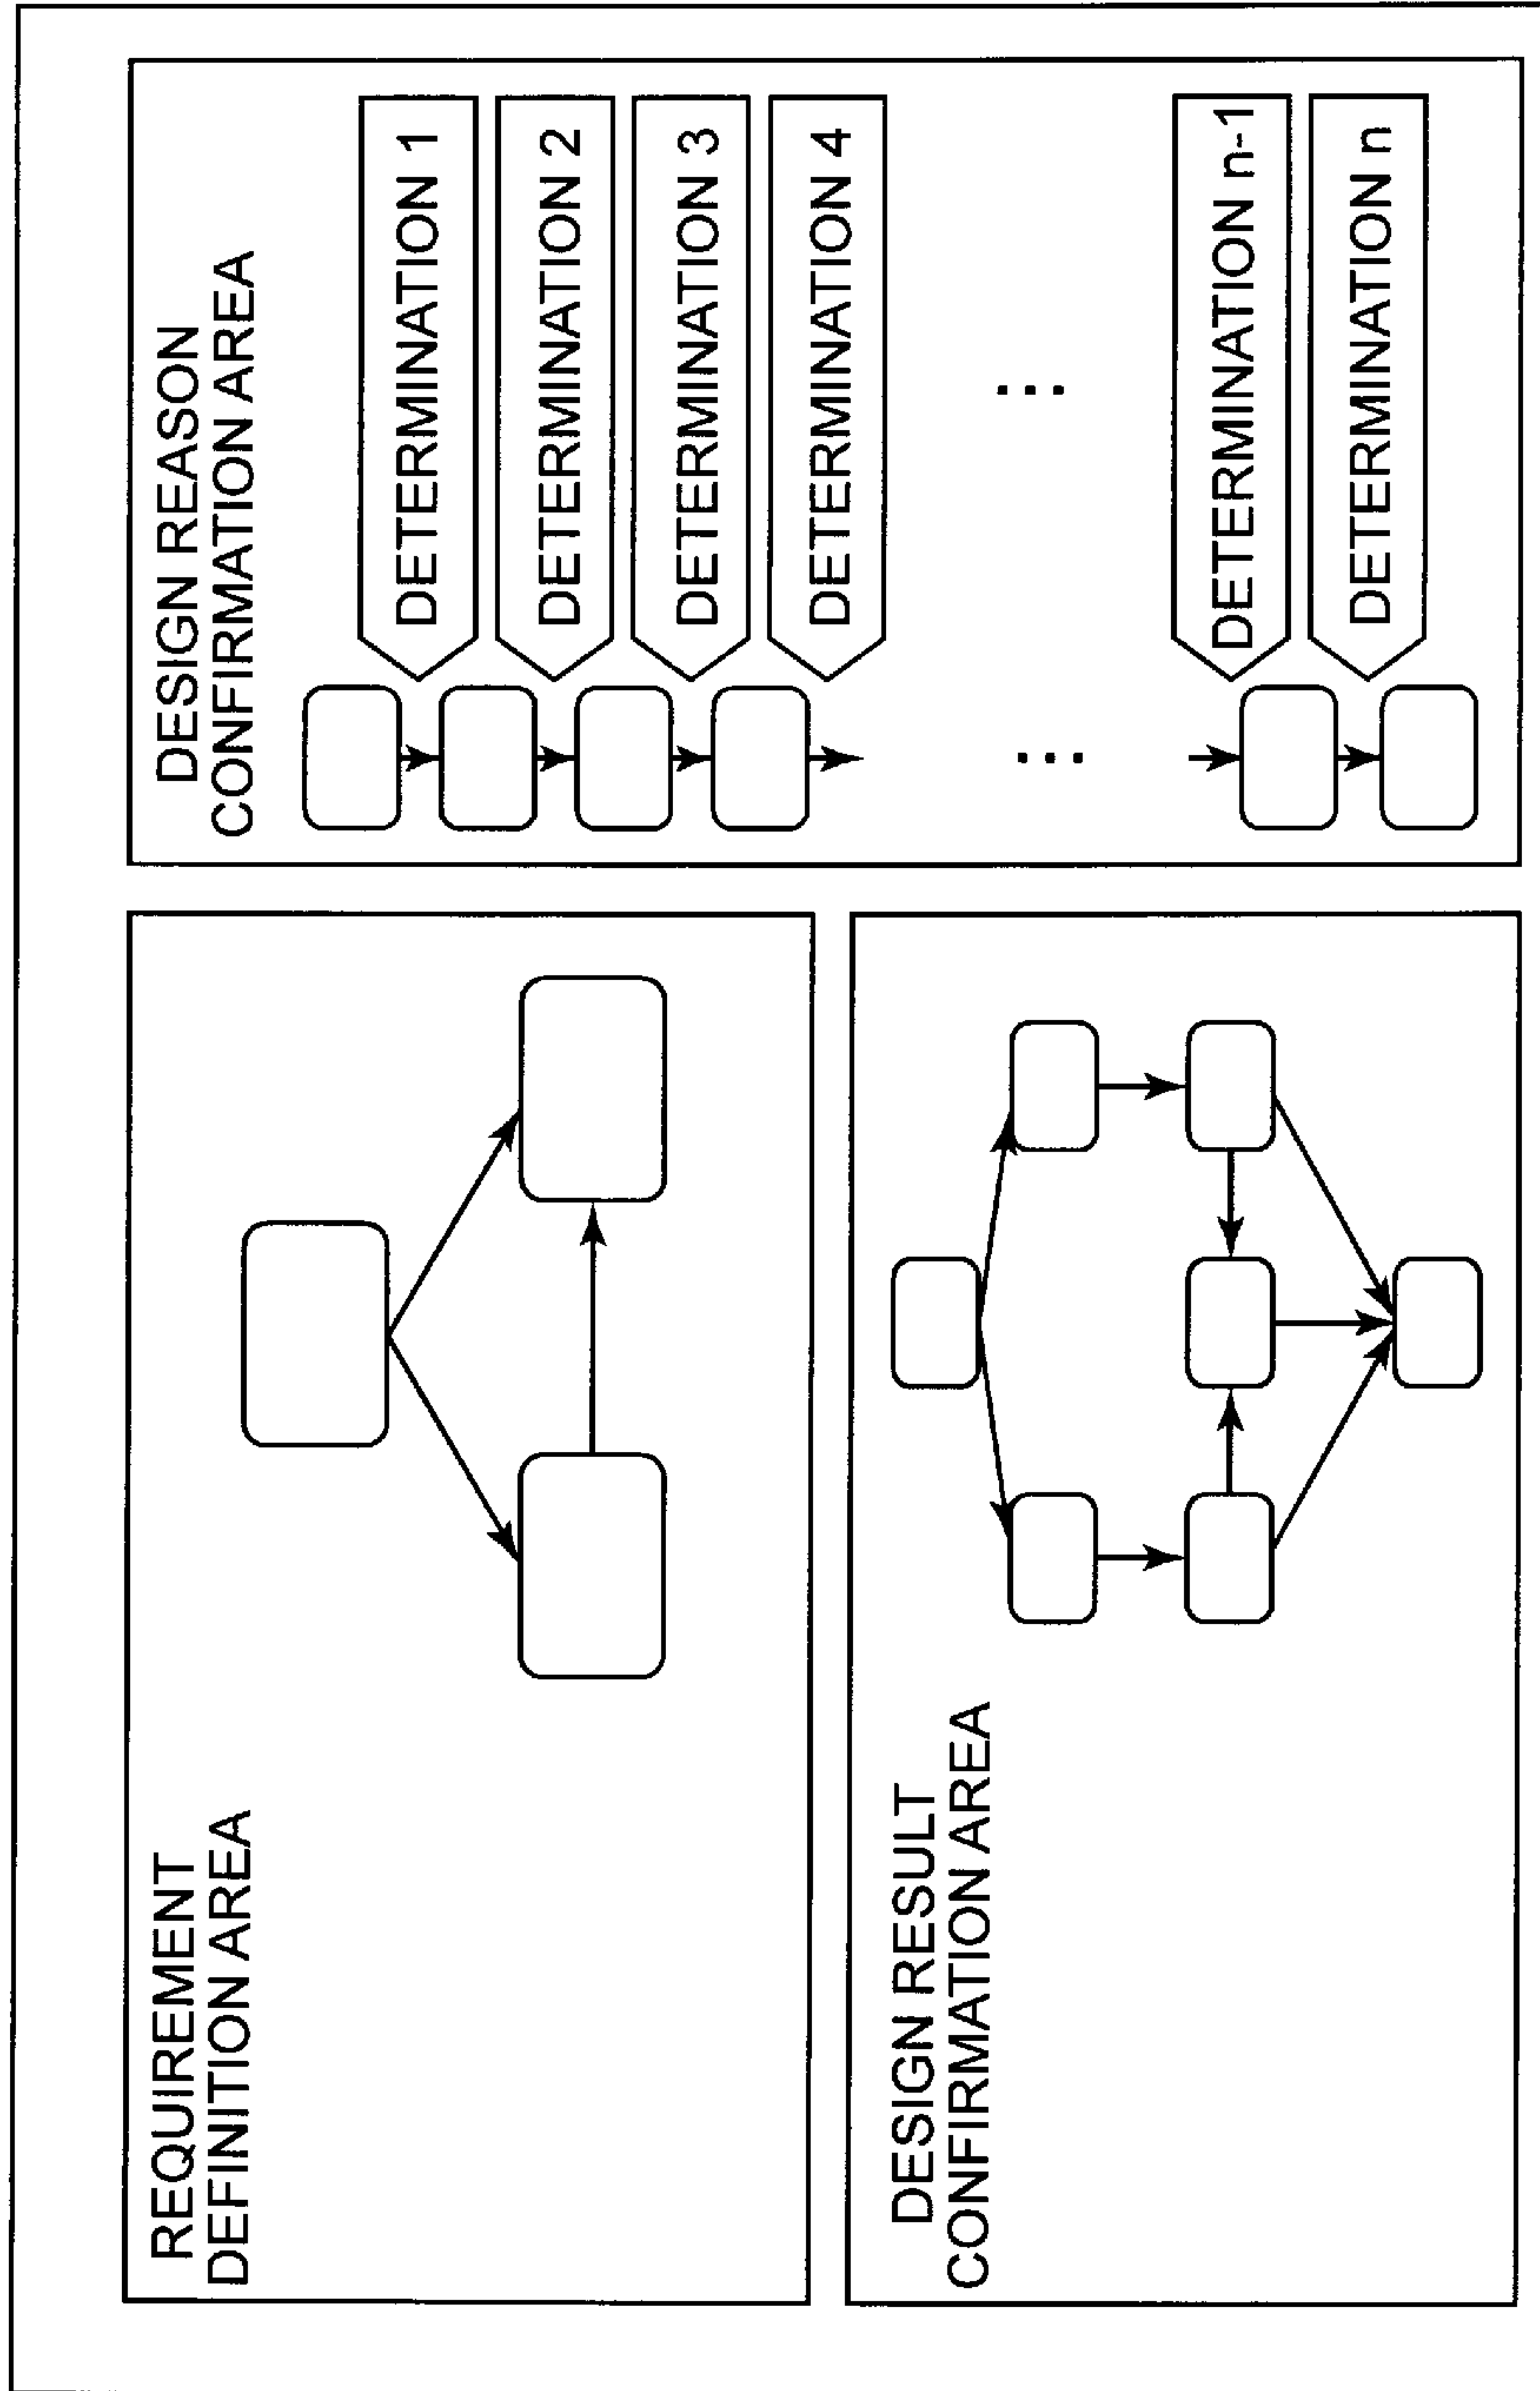 REQUIREMENT
DEFINITION AREA
DESIGN RESULT
CONFIRMATION AREA
DESIGN REASON
CONFIRMATION AREA
DETERMINATION 1
DETERMINATION 2
DETERMINATION 3
DETERMINATION 4
...
...
DETERMINATION n-1
DETERMINATION n